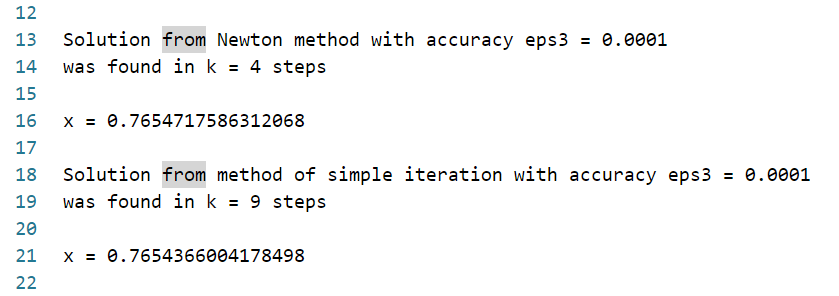 12
13 Solution from Newton method with accuracy eps3 = 0.0001
14 was found in k = 4 steps
15
16 x = 0.7654717586312068
17
18 Solution from method of simple iteration with accuracy eps3 = 0.0001
19 was found in k = 9 steps
20
21 x = 0.7654366004178498
22